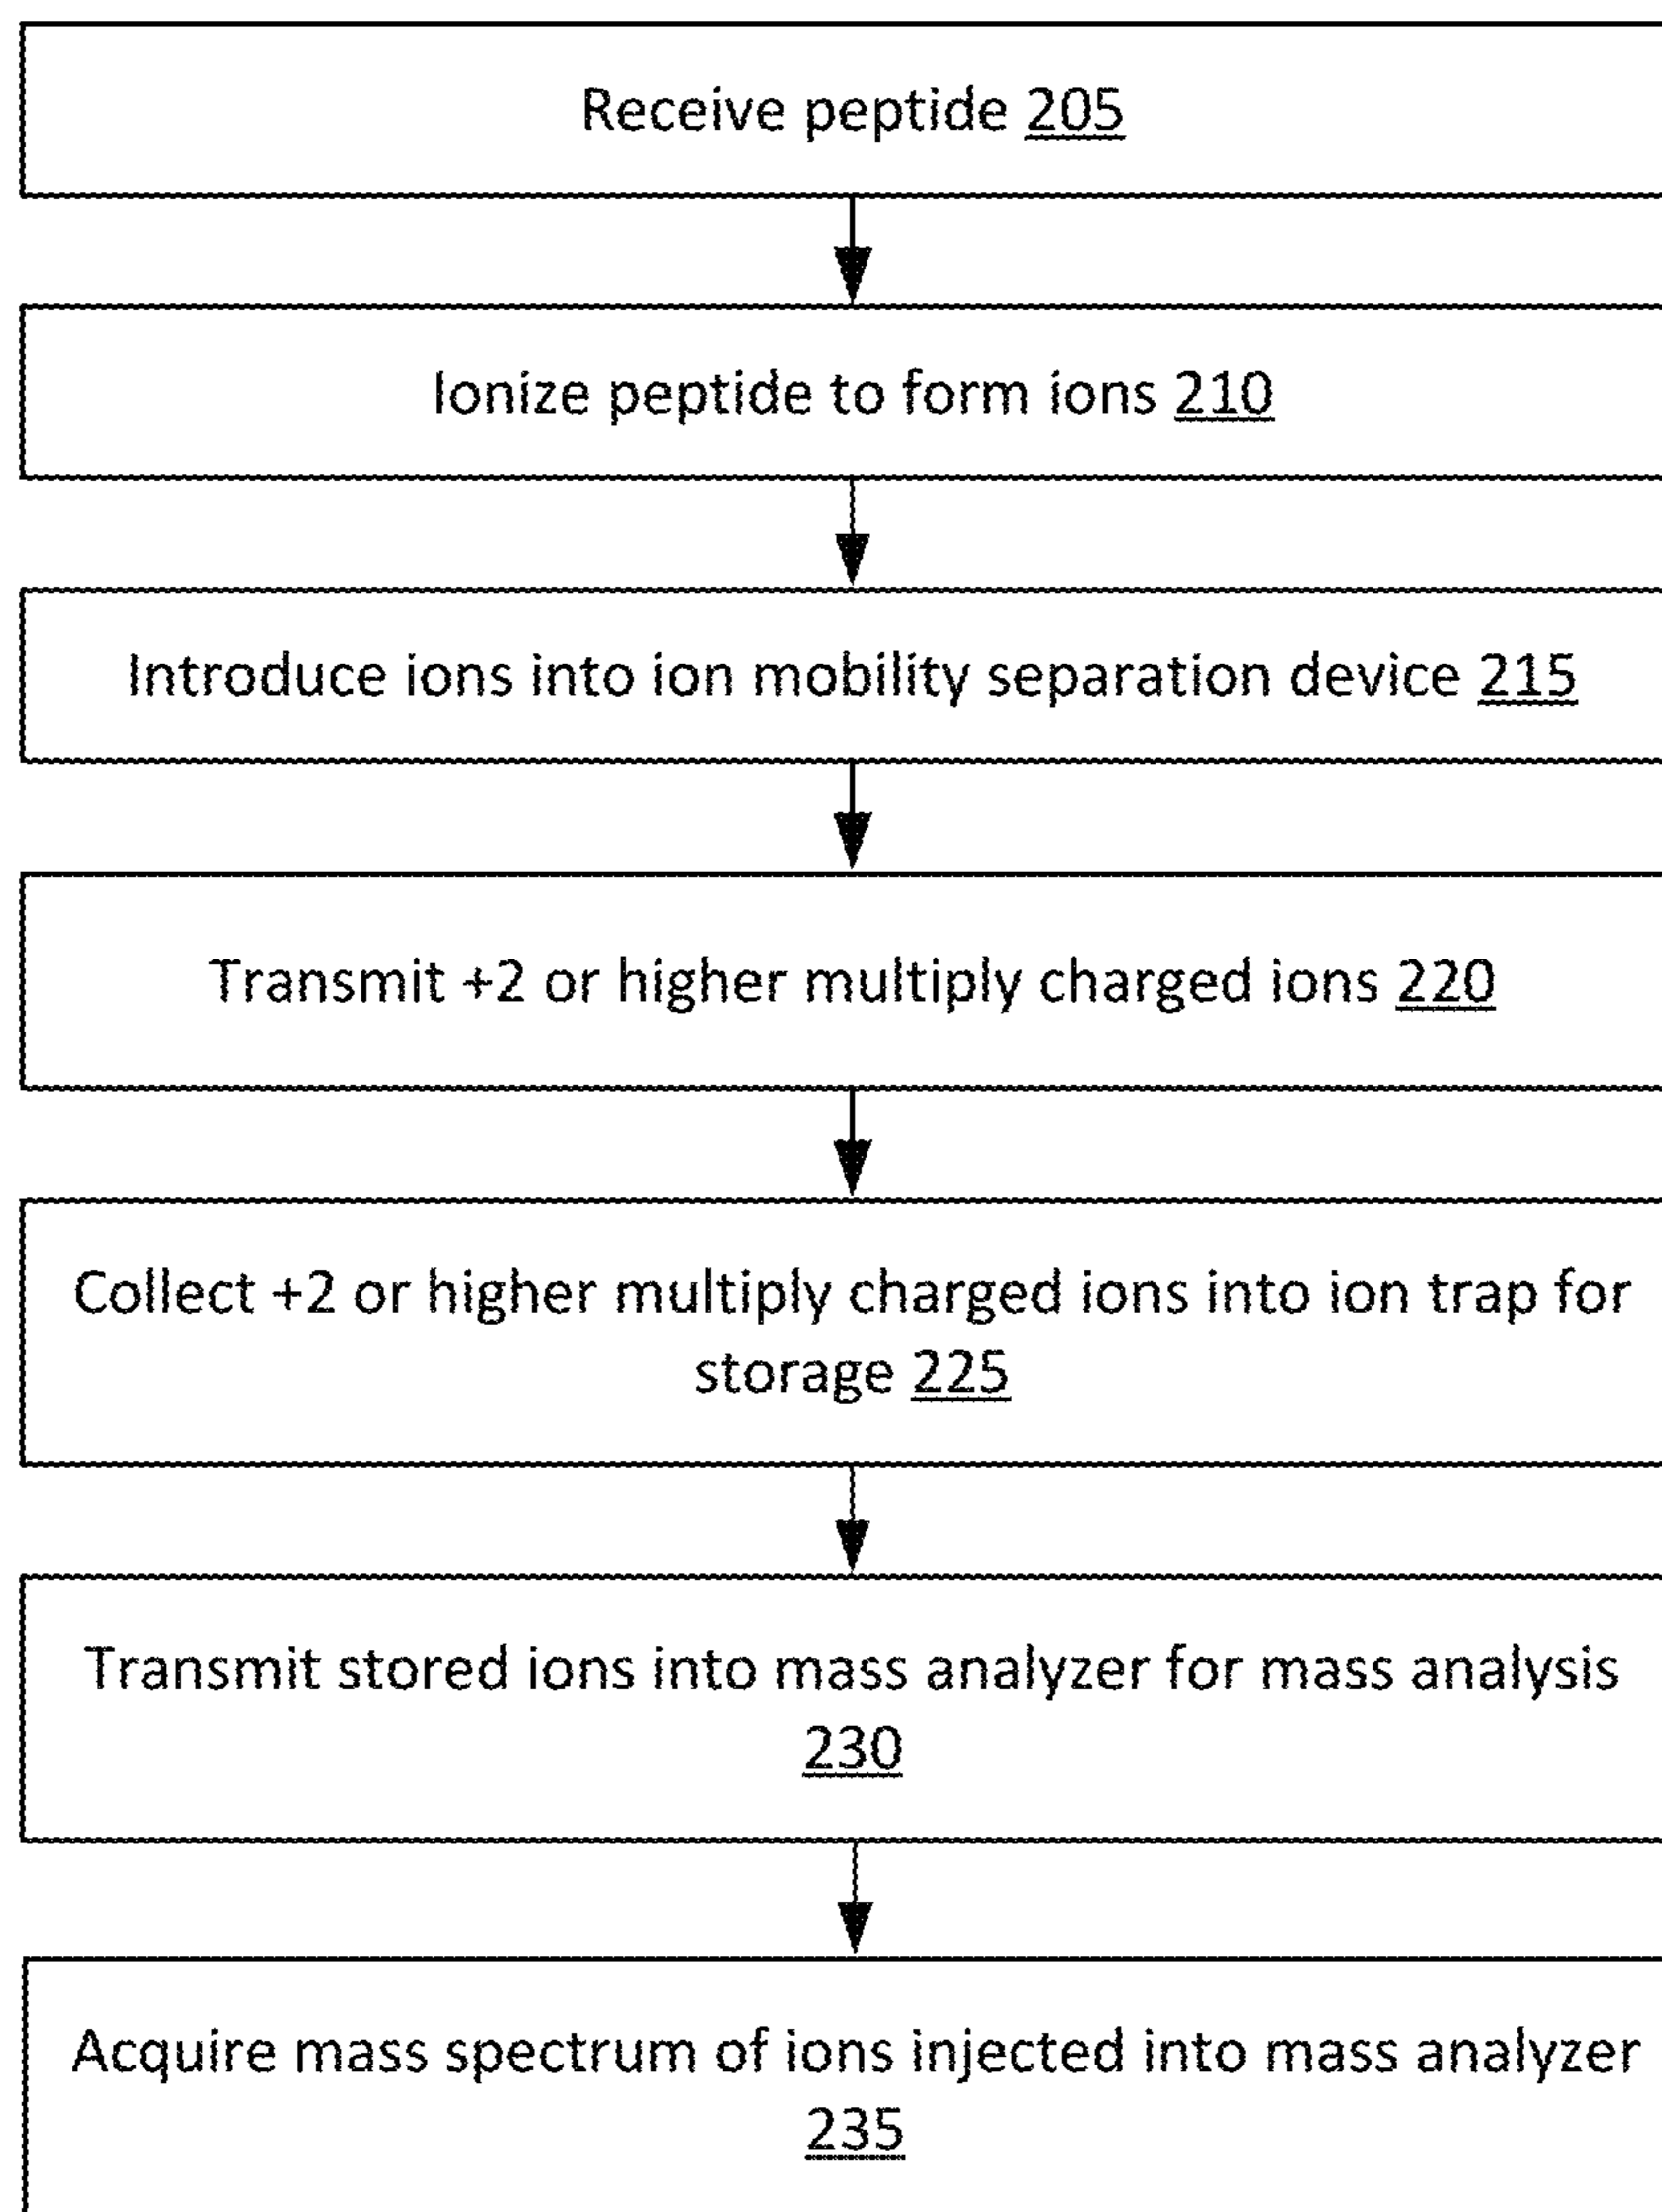 Receive peptide 205
Ionize peptide to form ions 210
Introduce ions into ion mobility separation device 215
Transmit +2 or higher multiply charged ions 220
Collect +2 or higher multiply charged ions into ion trap for
storage 225
Transmit stored ions into mass analyzer for mass analysis
230
Acquire mass spectrum of ions injected into mass analyzer
235